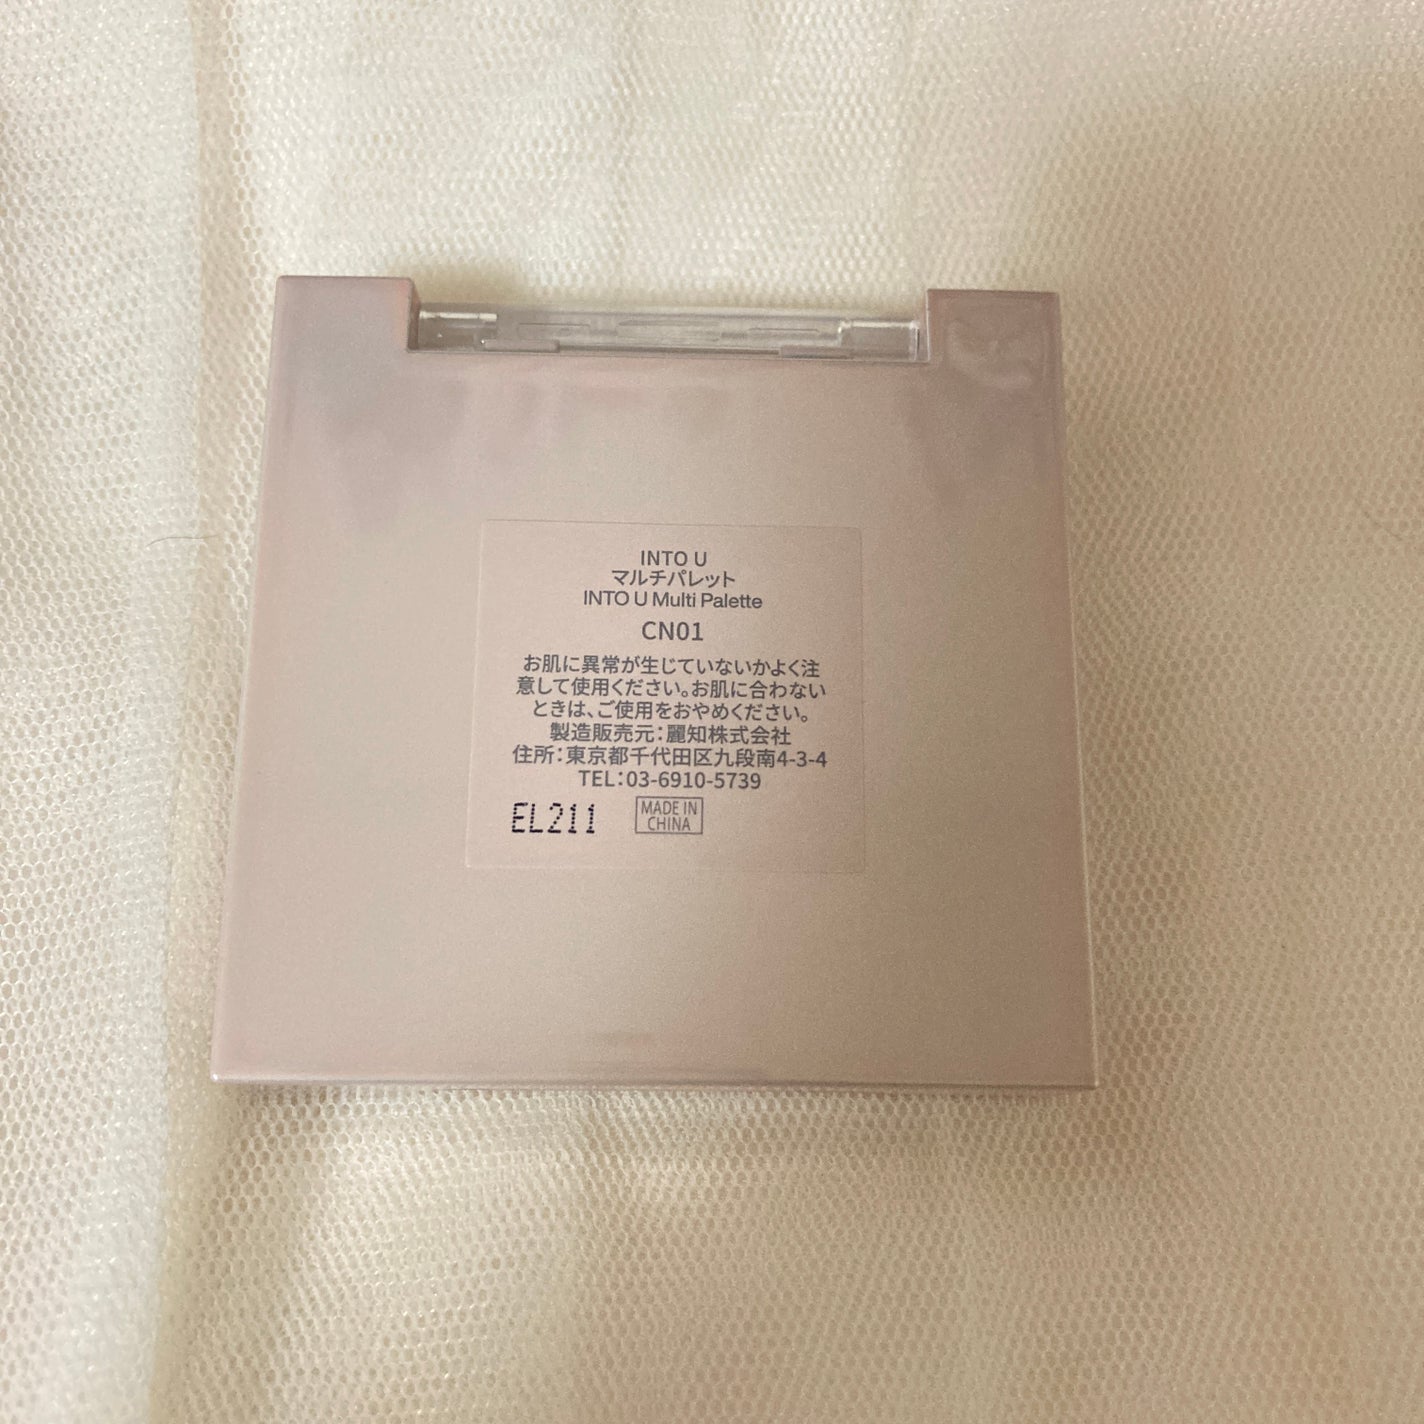 INTO U
マルチパレット
INTO U Multi Palette
CN01
お肌に異常が生じていないかよく注
意して使用ください。お肌に合わない
ときは、ご使用をおやめください。
製造販売元：麗知株式会社
住所：東京都千代田区九段南4-3-4
TEL：03-6910-5739
EL211
MADE IN
CHINA